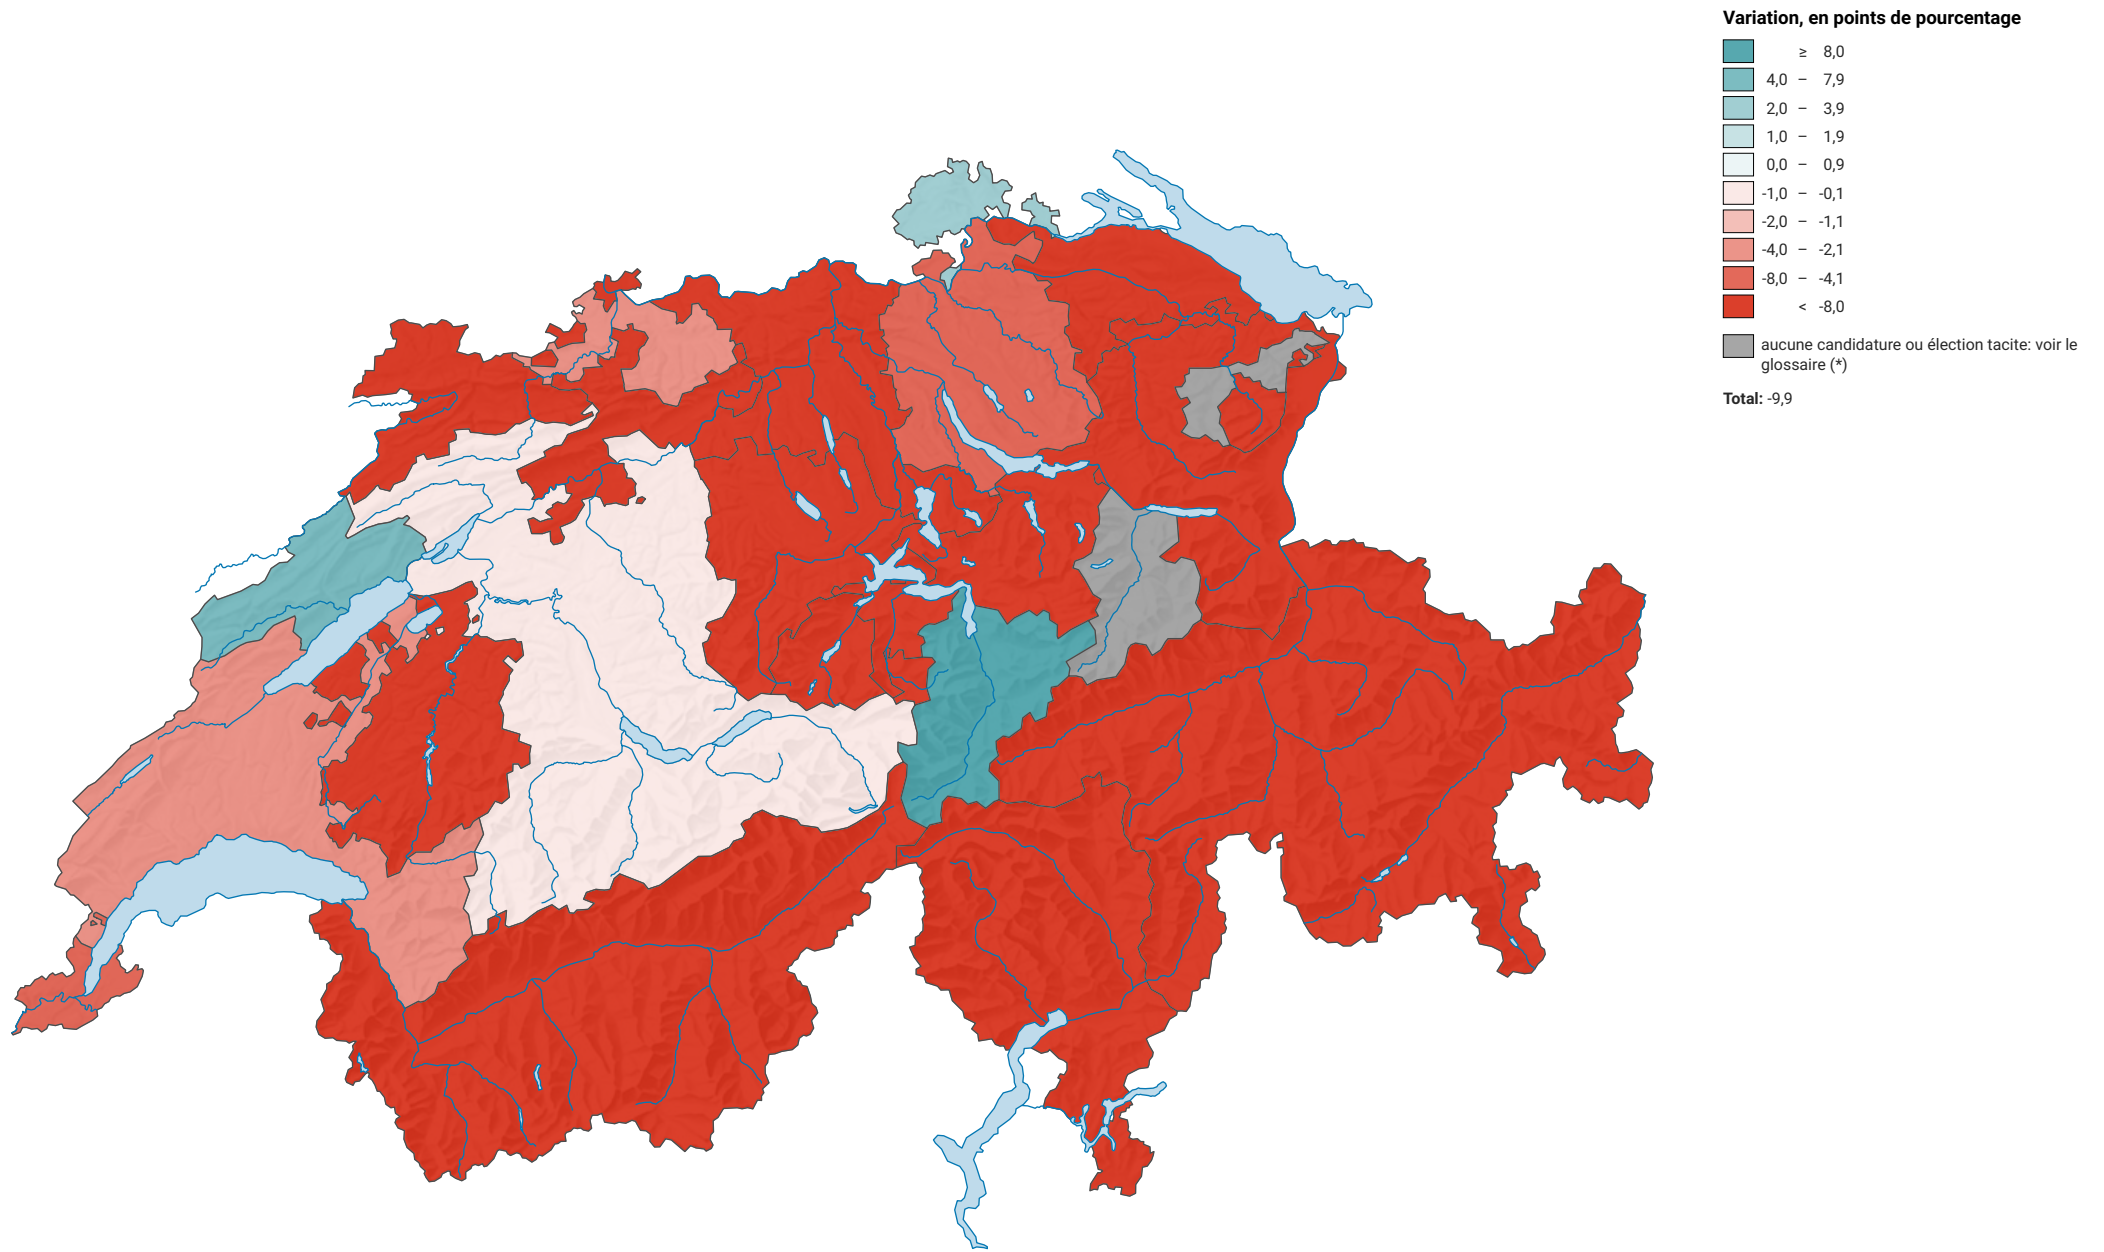 Variation, en points de pourcentage
≥ 8,0
4,0 – 7,9
2,0 – 3,9
1,0 – 1,9
0,0 – 0,9
-1,0 – -0,1
-2,0 – -1,1
-4,0 – -2,1
-8,0 – -4,1
< -8,0
aucune candidature ou élection tacite: voir le
glossaire (*)
Total: -9,9